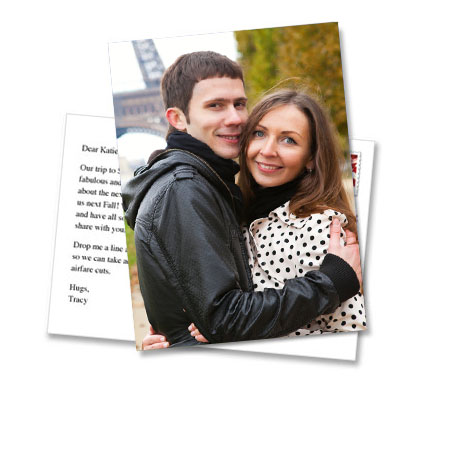 Dear Katie
Our trip to
fabulous and
about the ne
us next Fall!
and have all
share with you
Drop me a line
so we can take a
airfare cuts.
Hugs,
Tracy